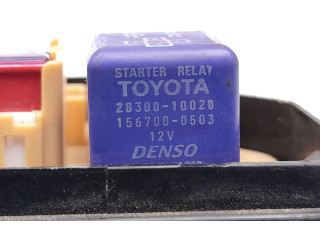 STARTER RELAY
TOYOTA
28300-10020
156700-0503
12V
DENSO